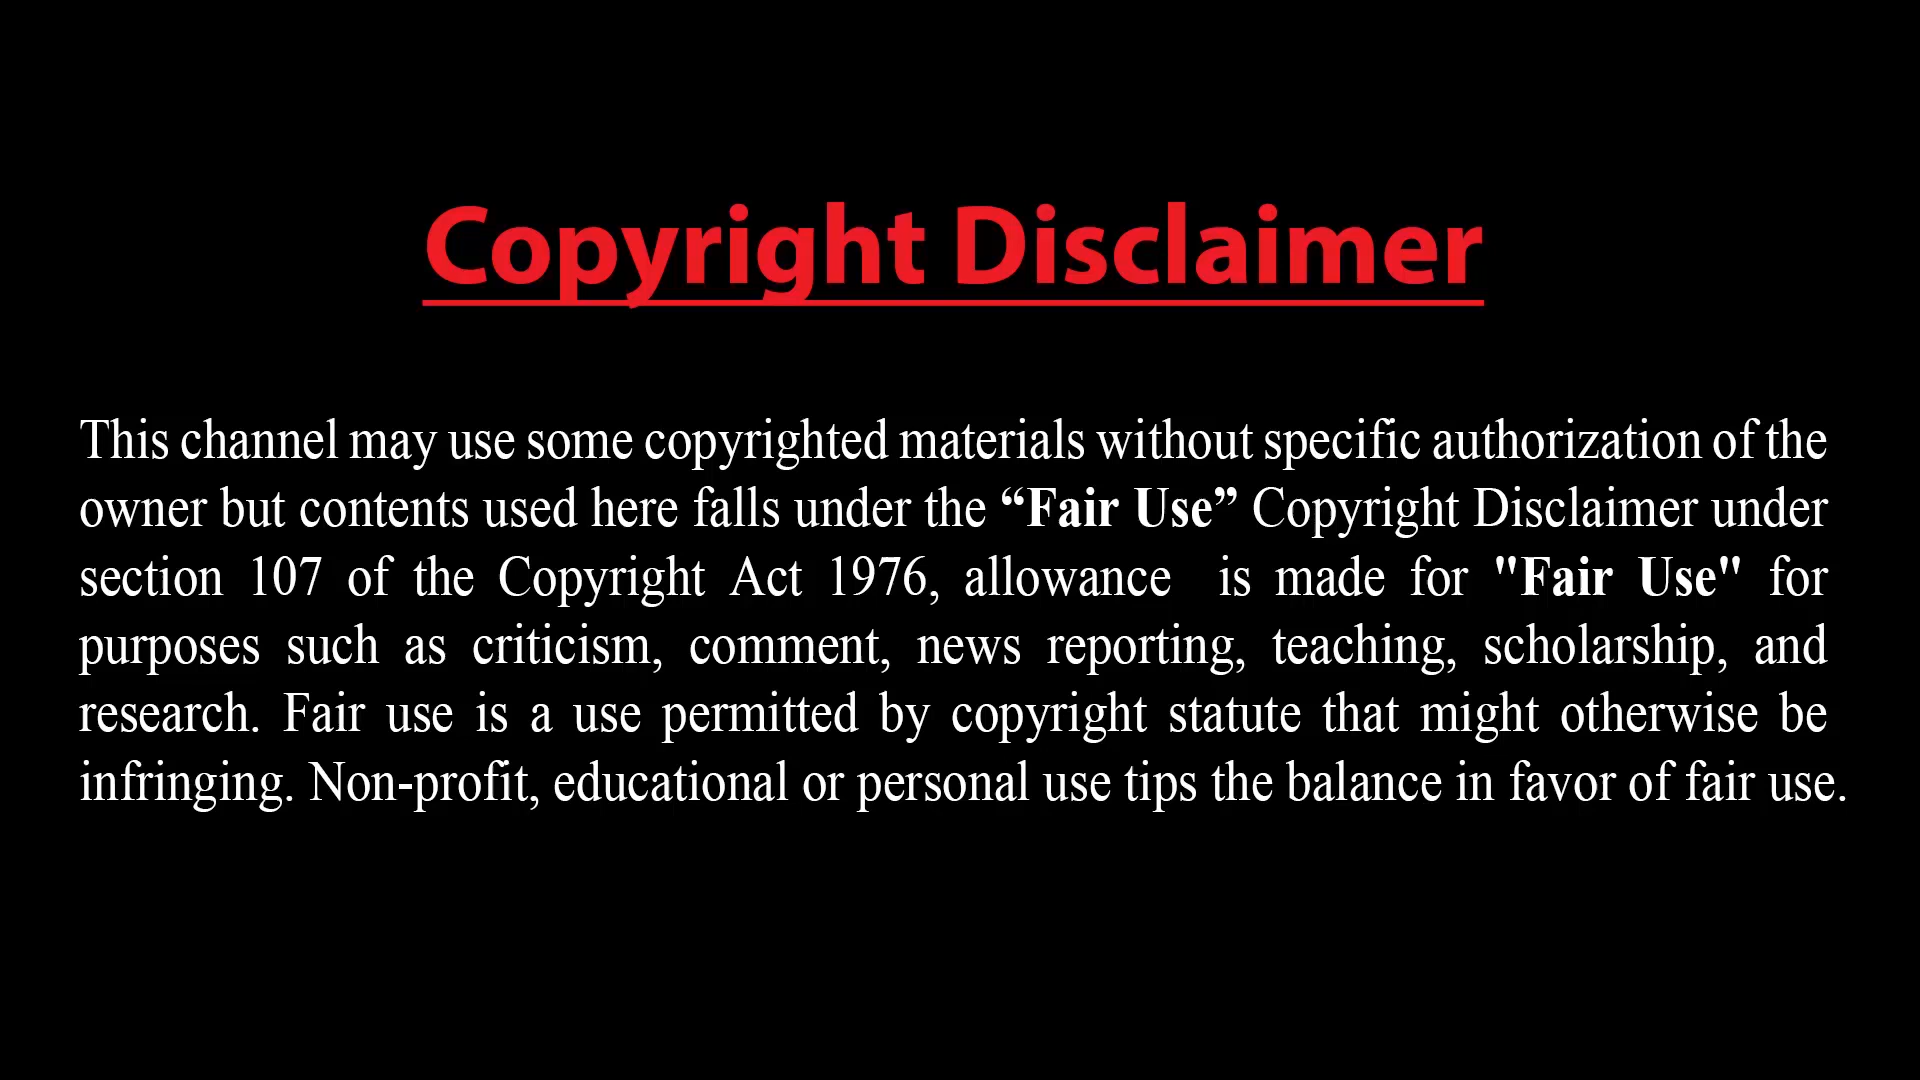 Copyright Disclaimer
This channel may use some copyrighted materials without specific authorization of the
owner but contents used here falls under the “Fair Use” Copyright Disclaimer under
section 107 of the Copyright Act 1976, allowance  is made for "Fair Use" for
purposes such as criticism, comment, news reporting, teaching, scholarship, and
research. Fair use is a use permitted by copyright statute that might otherwise be
infringing. Non-profit, educational or personal use tips the balance in favor of fair use.